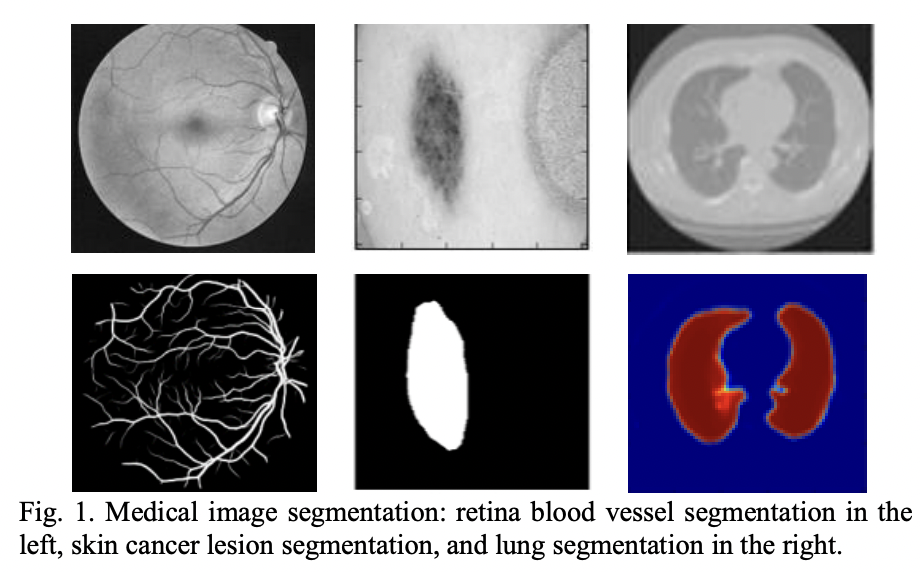 Fig. 1. Medical image segmentation: retina blood vessel segmentation in the
left, skin cancer lesion segmentation, and lung segmentation in the right.